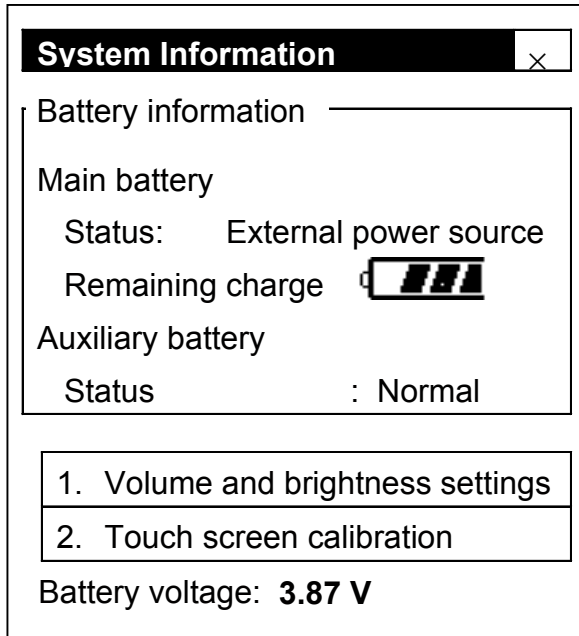 System Information ×
Battery information
Main battery
Status: External power source
Remaining charge
Auxiliary battery
Status : Normal
1. Volume and brightness settings
2. Touch screen calibration
Battery voltage: 3.87 V